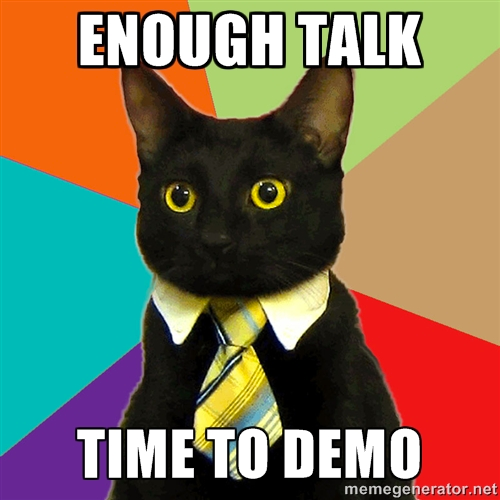 ENOUGH TALK
TIME TO DEMO
memegenerator.net